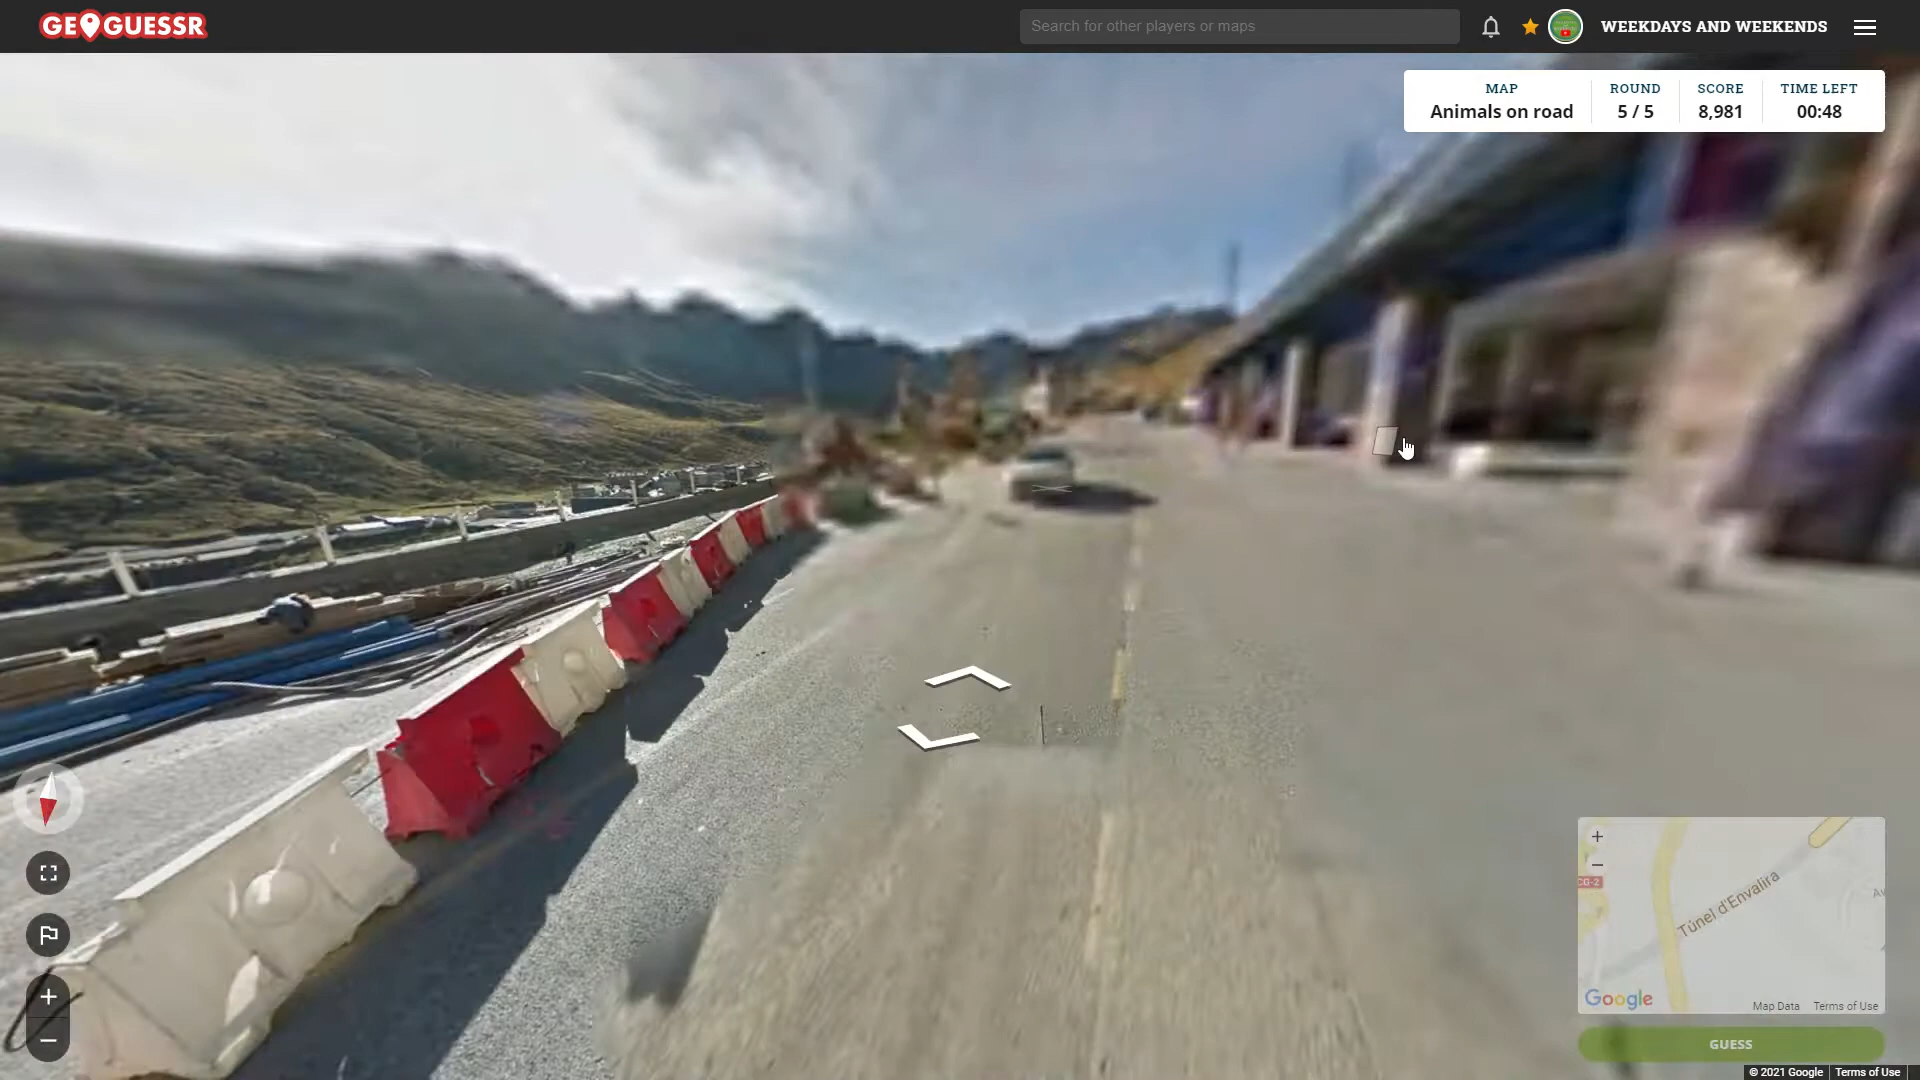 GEOGUESSR
Search for other players or maps
WEEKDAYS AND WEEKENDS
MAP
Animals on road
ROUND
5 / 5
SCORE
8,981
TIME LEFT
00:48
+
−
CG-2
Túnel d'Envalira
Av
Google
Map Data
Terms of Use
GUESS
+
−
© 2021 Google
Terms of Use